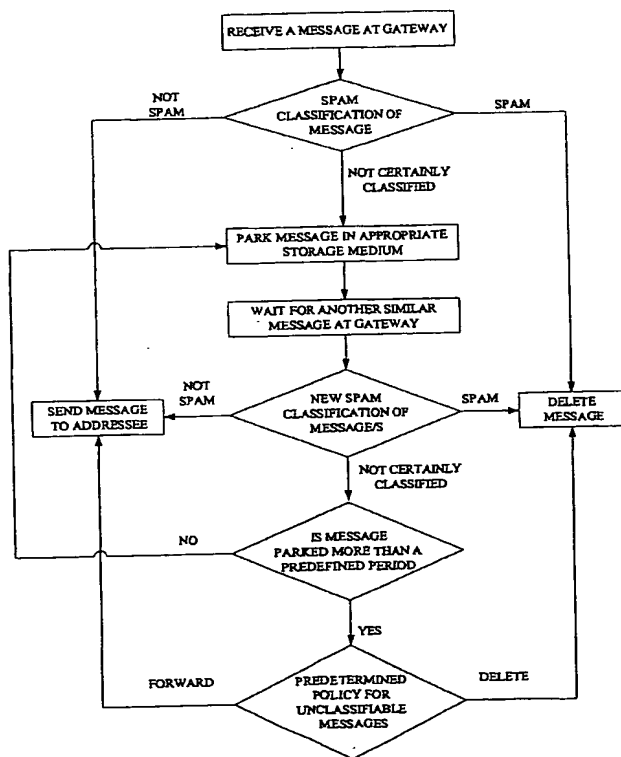 RECEIVE A MESSAGE AT GATEWAY
NOT
SPAM
SPAM
CLASSIFICATION OF
MESSAGE
SPAM
NOT CERTAINLY
CLASSIFIED
PARK MESSAGE IN APPROPRIATE
STORAGE MEDIUM
WAIT FOR ANOTHER SIMILAR
MESSAGE AT GATEWAY
SEND MESSAGE
TO ADDRESSEE
NOT
SPAM
NEW SPAM
CLASSIFICATION OF
MESSAGE/S
SPAM
DELETE
MESSAGE
NOT CERTAINLY
CLASSIFIED
NO
IS MESSAGE
PARKED MORE THAN A
PREDEFINED PERIOD
YES
FORWARD
PREDETERMINED
POLICY FOR
UNCLASSIFIABLE
MESSAGES
DELETE